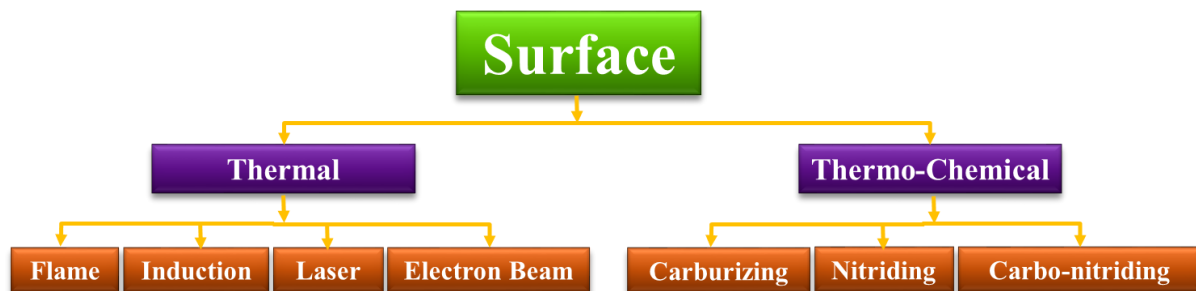 Surface
Thermal
Thermo-Chemical
Flame
Induction
Laser
Electron Beam
Carburizing
Nitriding
Carbo-nitriding